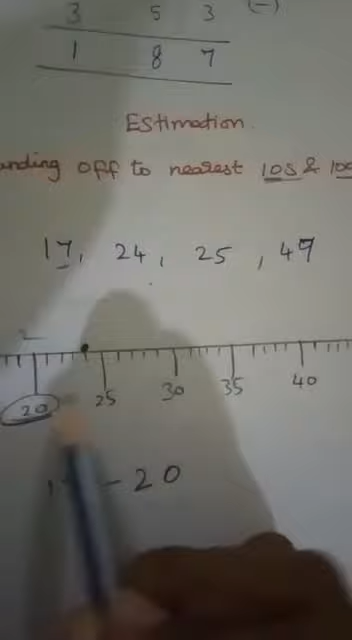 3 5 3 (-)
1 8 7
Estimation.
nding off to nearest 10s & 100
17, 24, 25, 47
20 25 30 35 40
- 20